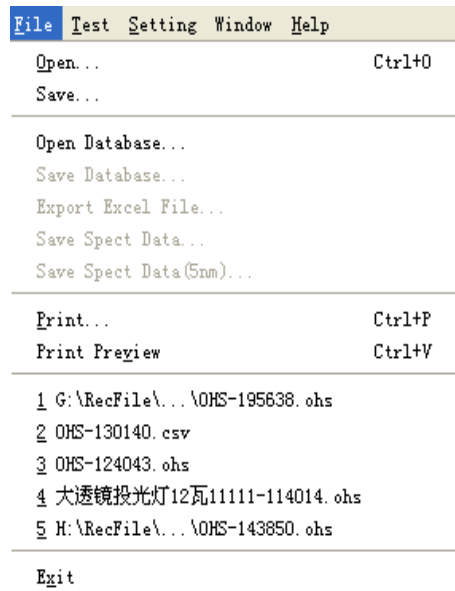 File Test Setting Window Help
Open... Ctrl+O
Save...
Open Database...
Save Database...
Export Excel File...
Save Spect Data...
Save Spect Data(5nm)...
Print... Ctrl+P
Print Preview Ctrl+V
1 G:\RecFile\...\OHS-195638.ohs
2 OHS-130140.csv
3 OHS-124043.ohs
4 大透镜投光灯12瓦11111-114014.ohs
5 H:\RecFile\...\OHS-143850.ohs
Exit